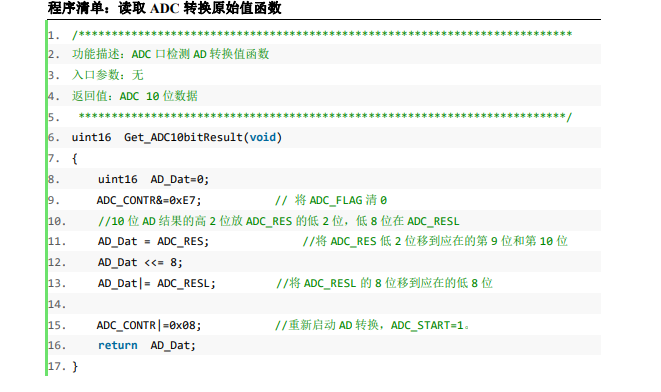 程序清单：读取 ADC 转换原始值函数
1. /***************************************************************************
2. 功能描述：ADC 口检测 AD 转换值函数
3. 入口参数：无
4. 返回值：ADC 10 位数据
5. ***************************************************************************/
6. uint16  Get_ADC10bitResult(void)
7. {
8.     uint16  AD_Dat=0;
9.     ADC_CONTR&=0xE7;           // 将 ADC_FLAG 清 0
10.     //10 位 AD 结果的高 2 位放 ADC_RES 的低 2 位，低 8 位在 ADC_RESL
11.     AD_Dat = ADC_RES;              //将 ADC_RES 低 2 位移到应在的第 9 位和第 10 位
12.     AD_Dat <<= 8;
13.     AD_Dat|= ADC_RESL;         //将 ADC_RESL 的 8 位移到应在的低 8 位
14.
15.     ADC_CONTR|=0x08;           //重新启动 AD 转换，ADC_START=1。
16.     return  AD_Dat;
17. }